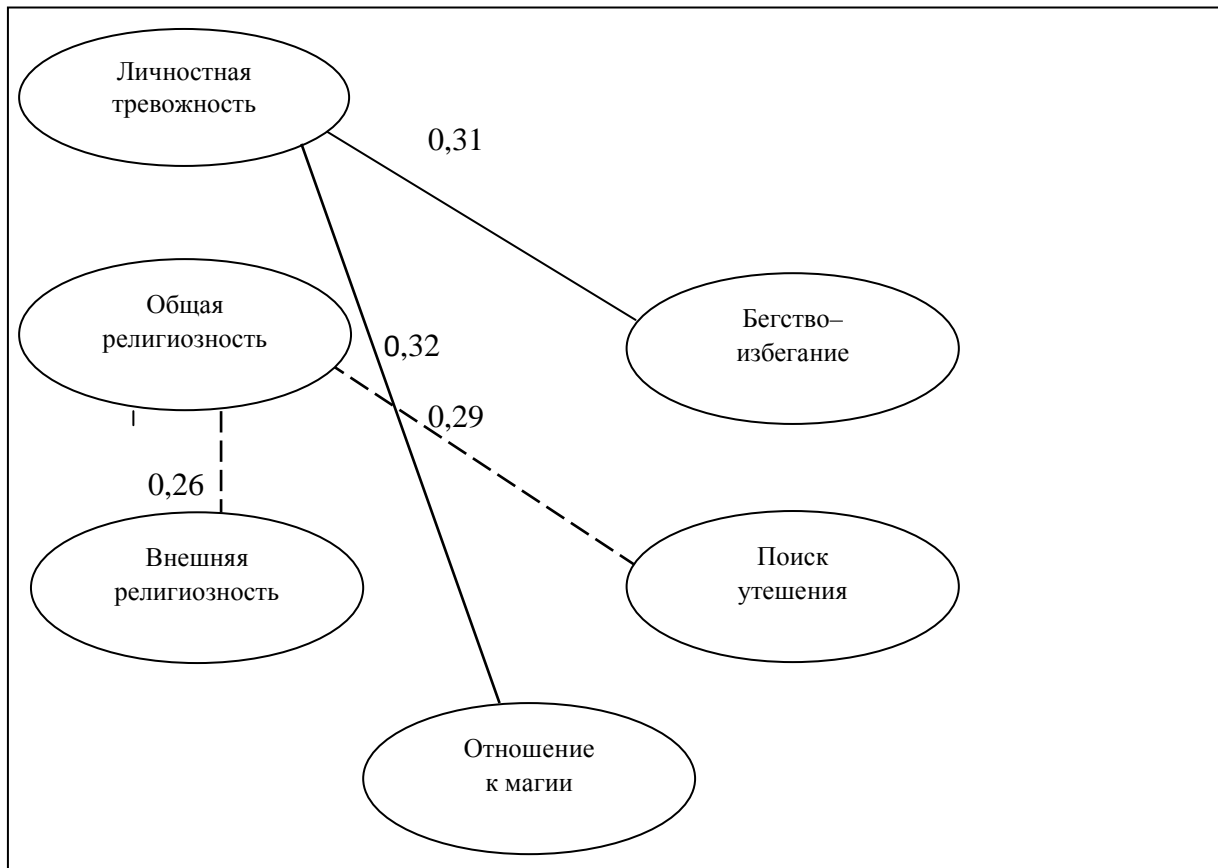 Личностная
тревожность
0,31
Общая
религиозность
Бегство–
избегание
0,32
0,29
0,26
Внешняя
религиозность
Поиск
утешения
Отношение
к магии